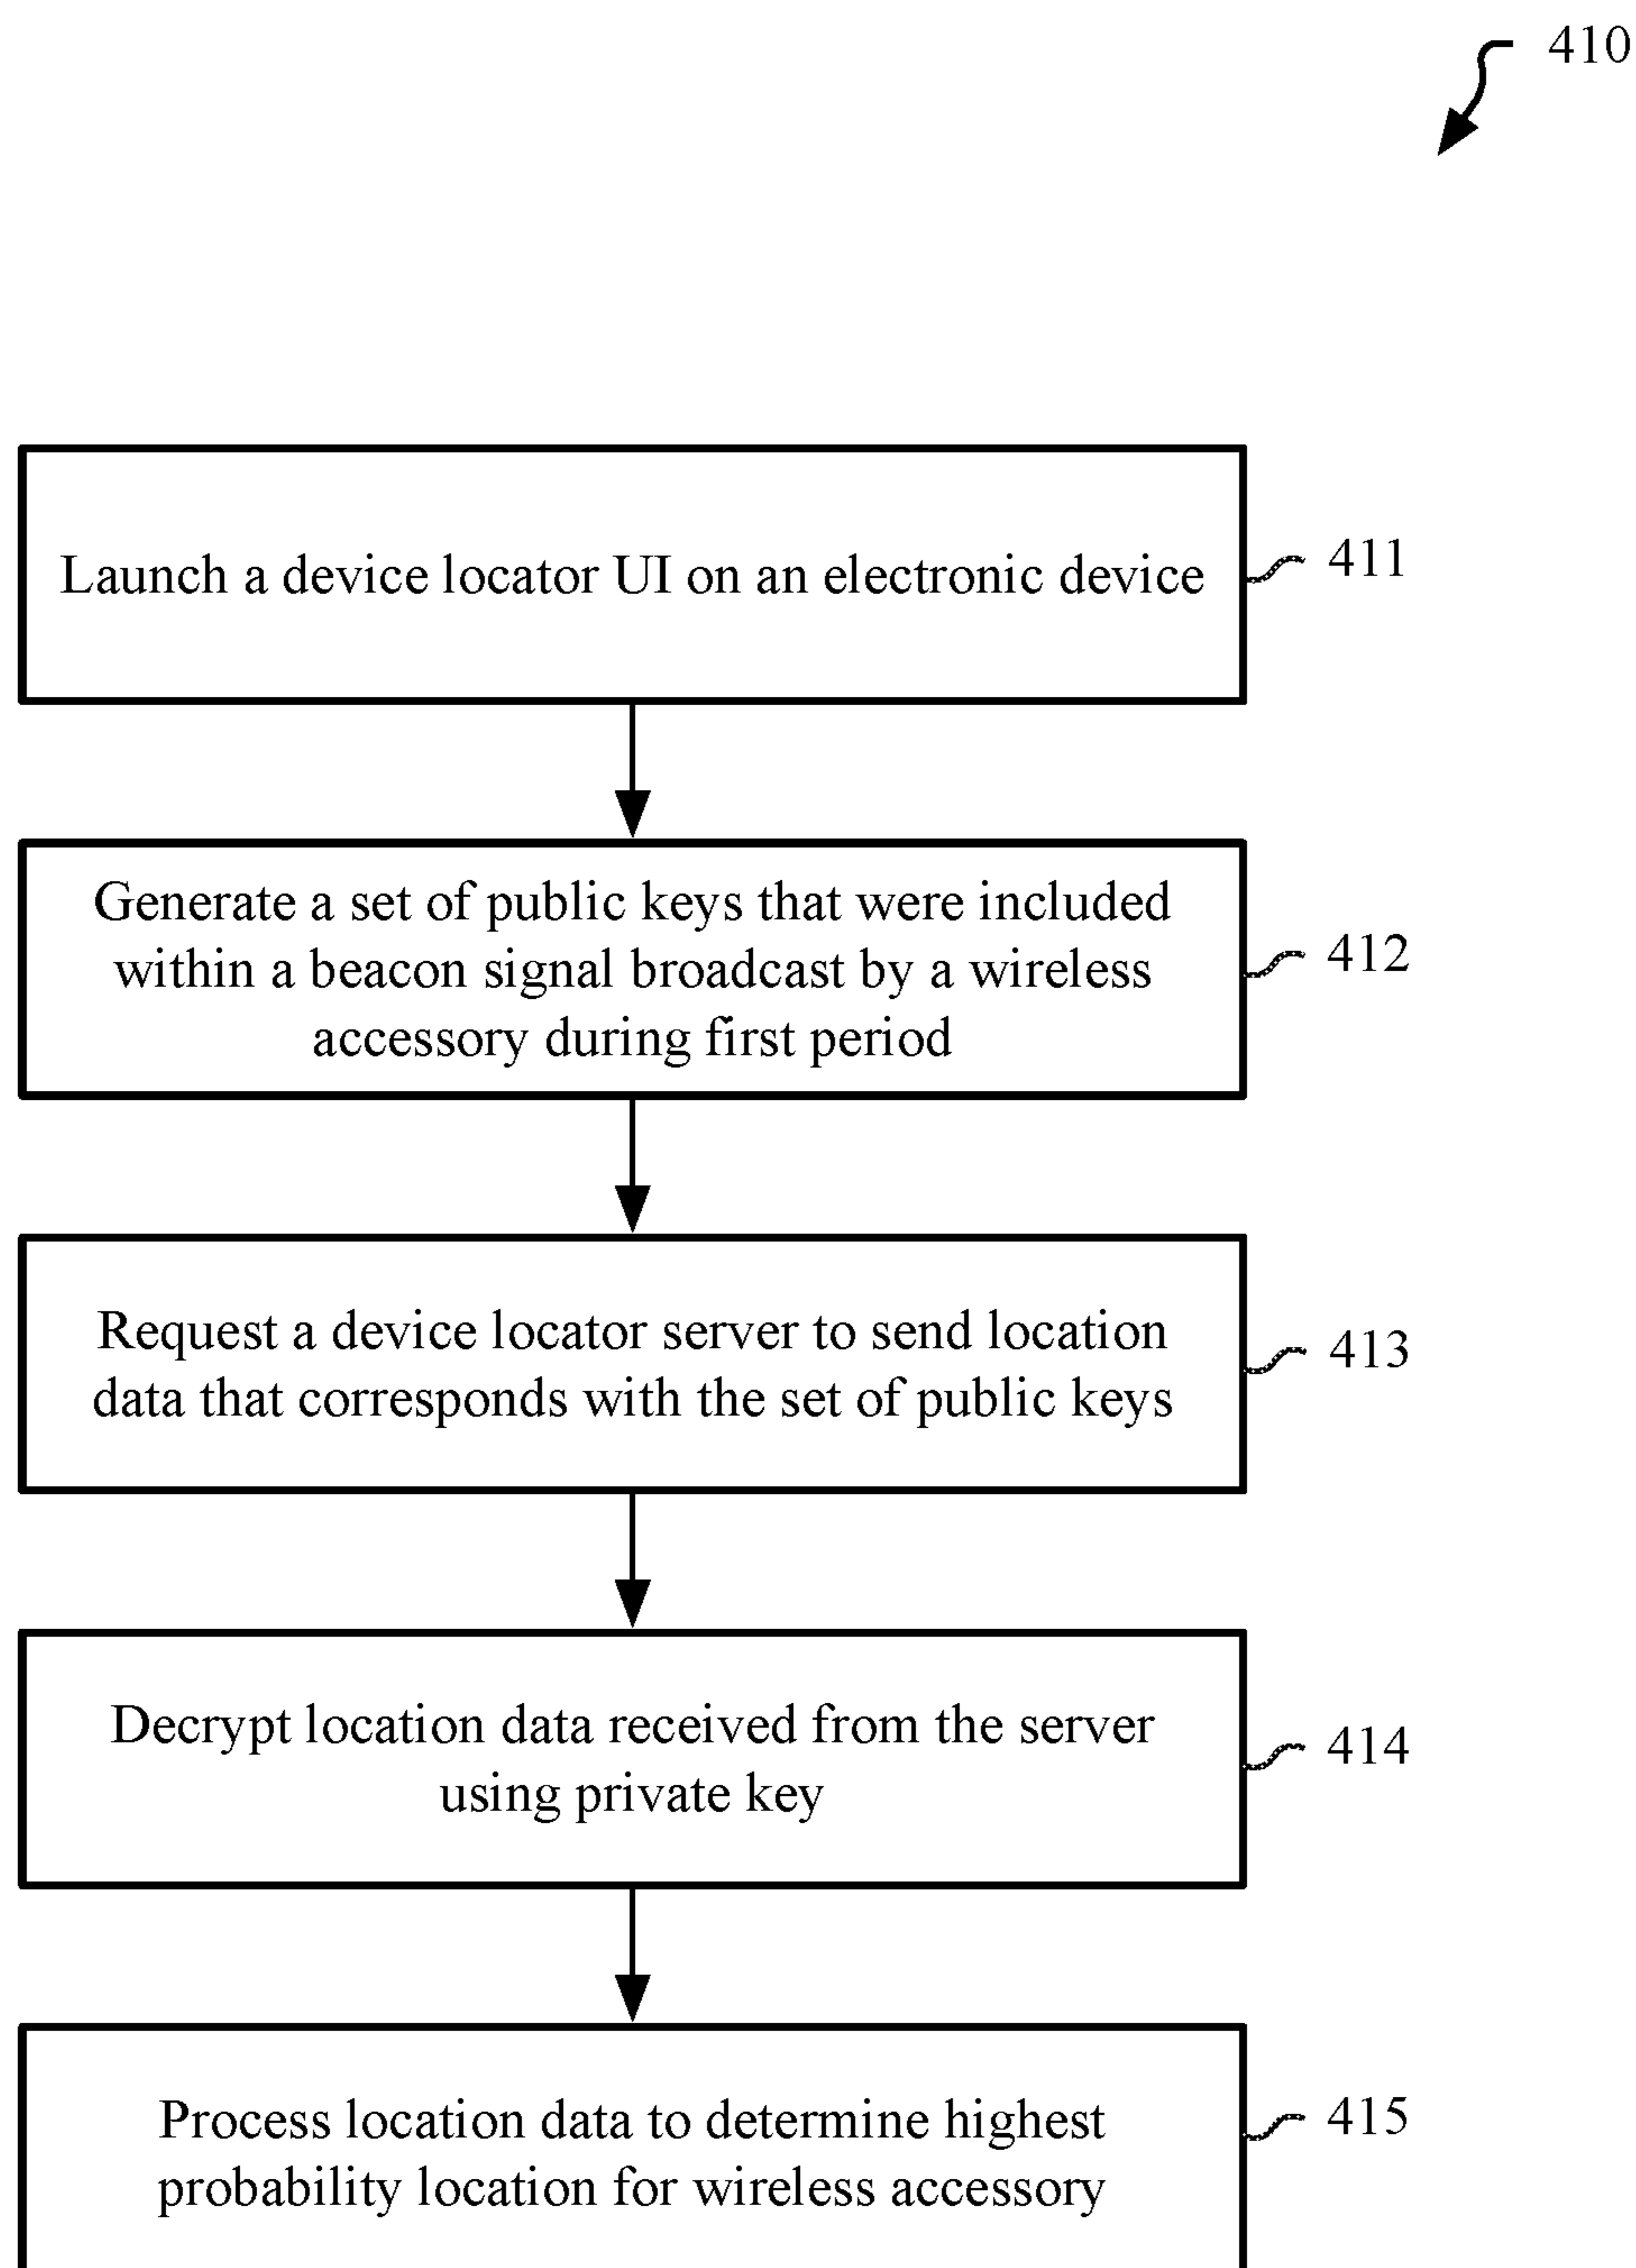 410
Launch a device locator UI on an electronic device
411
Generate a set of public keys that were included
within a beacon signal broadcast by a wireless
accessory during first period
412
Request a device locator server to send location
data that corresponds with the set of public keys
413
Decrypt location data received from the server
using private key
414
Process location data to determine highest
probability location for wireless accessory
415